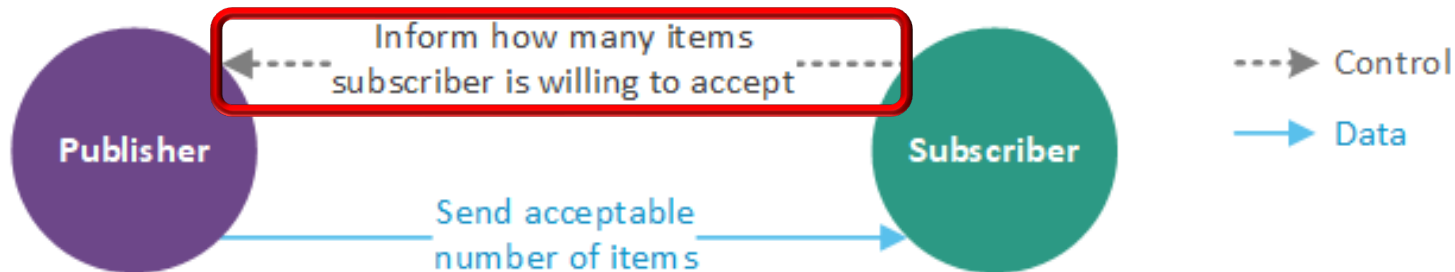 Inform how many items
subscriber is willing to accept
Control
Publisher
Subscriber
Data
Send acceptable
number of items